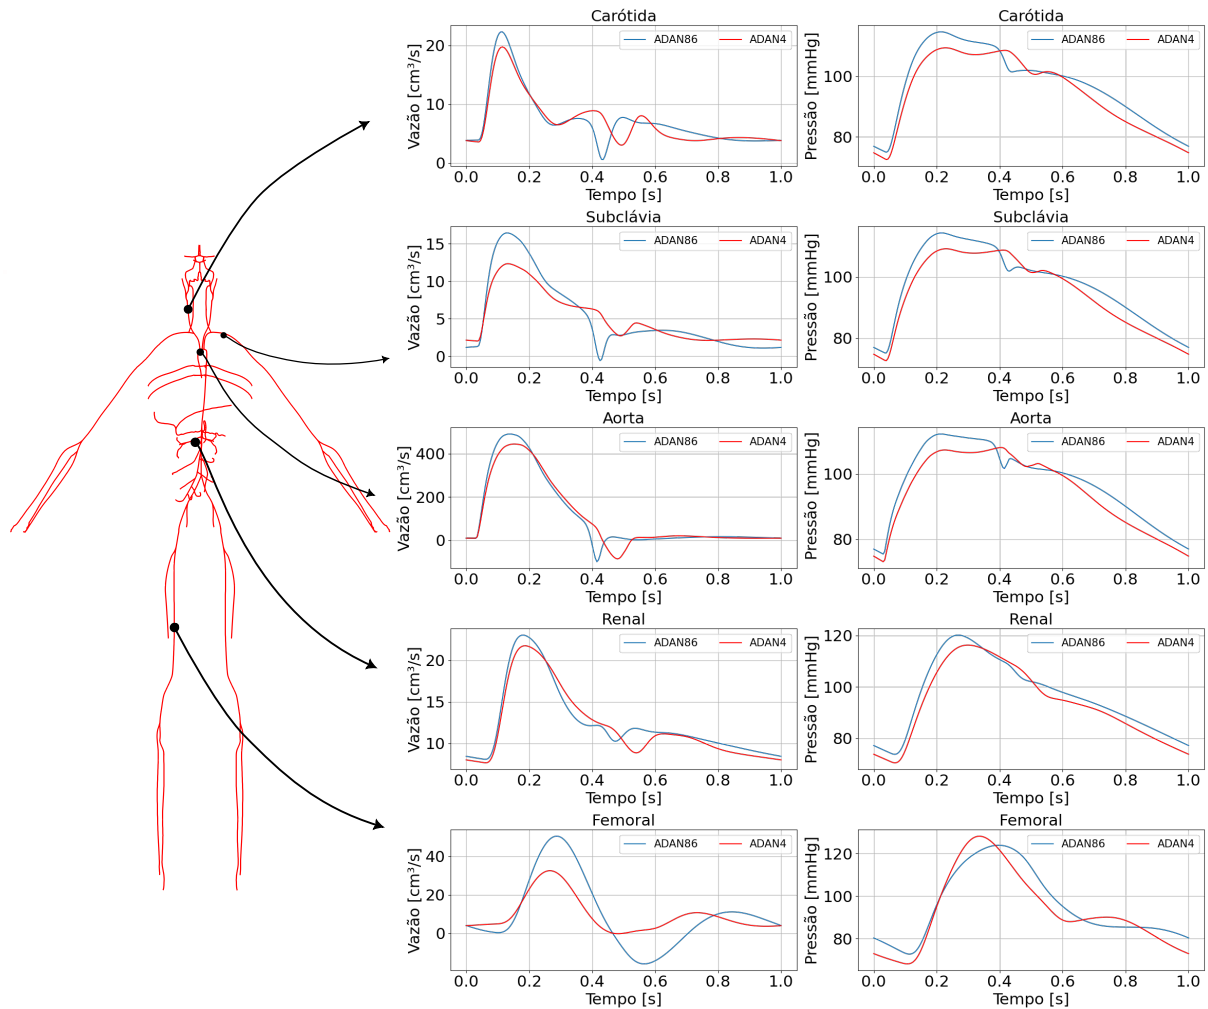 Carótida
Vazão [cm³/s]
ADAN86 ADAN4
20
10
0
0.0 0.2 0.4 0.6 0.8 1.0
Tempo [s]
Carótida
Pressão [mmHg]
ADAN86 ADAN4
100
80
0.0 0.2 0.4 0.6 0.8 1.0
Tempo [s]
Subclávia
Vazão [cm³/s]
ADAN86 ADAN4
15
10
5
0
0.0 0.2 0.4 0.6 0.8 1.0
Tempo [s]
Subclávia
Pressão [mmHg]
ADAN86 ADAN4
100
80
0.0 0.2 0.4 0.6 0.8 1.0
Tempo [s]
Aorta
Vazão [cm³/s]
ADAN86 ADAN4
400
200
0
0.0 0.2 0.4 0.6 0.8 1.0
Tempo [s]
Aorta
Pressão [mmHg]
ADAN86 ADAN4
100
80
0.0 0.2 0.4 0.6 0.8 1.0
Tempo [s]
Renal
Vazão [cm³/s]
ADAN86 ADAN4
20
15
10
0.0 0.2 0.4 0.6 0.8 1.0
Tempo [s]
Renal
Pressão [mmHg]
ADAN86 ADAN4
120
100
80
0.0 0.2 0.4 0.6 0.8 1.0
Tempo [s]
Femoral
Vazão [cm³/s]
ADAN86 ADAN4
40
20
0
0.0 0.2 0.4 0.6 0.8 1.0
Tempo [s]
Femoral
Pressão [mmHg]
ADAN86 ADAN4
120
100
80
0.0 0.2 0.4 0.6 0.8 1.0
Tempo [s]